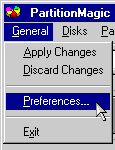 PartitionMagic
General Disks Pa
Apply Changes
Discard Changes
Preferences...
Exit